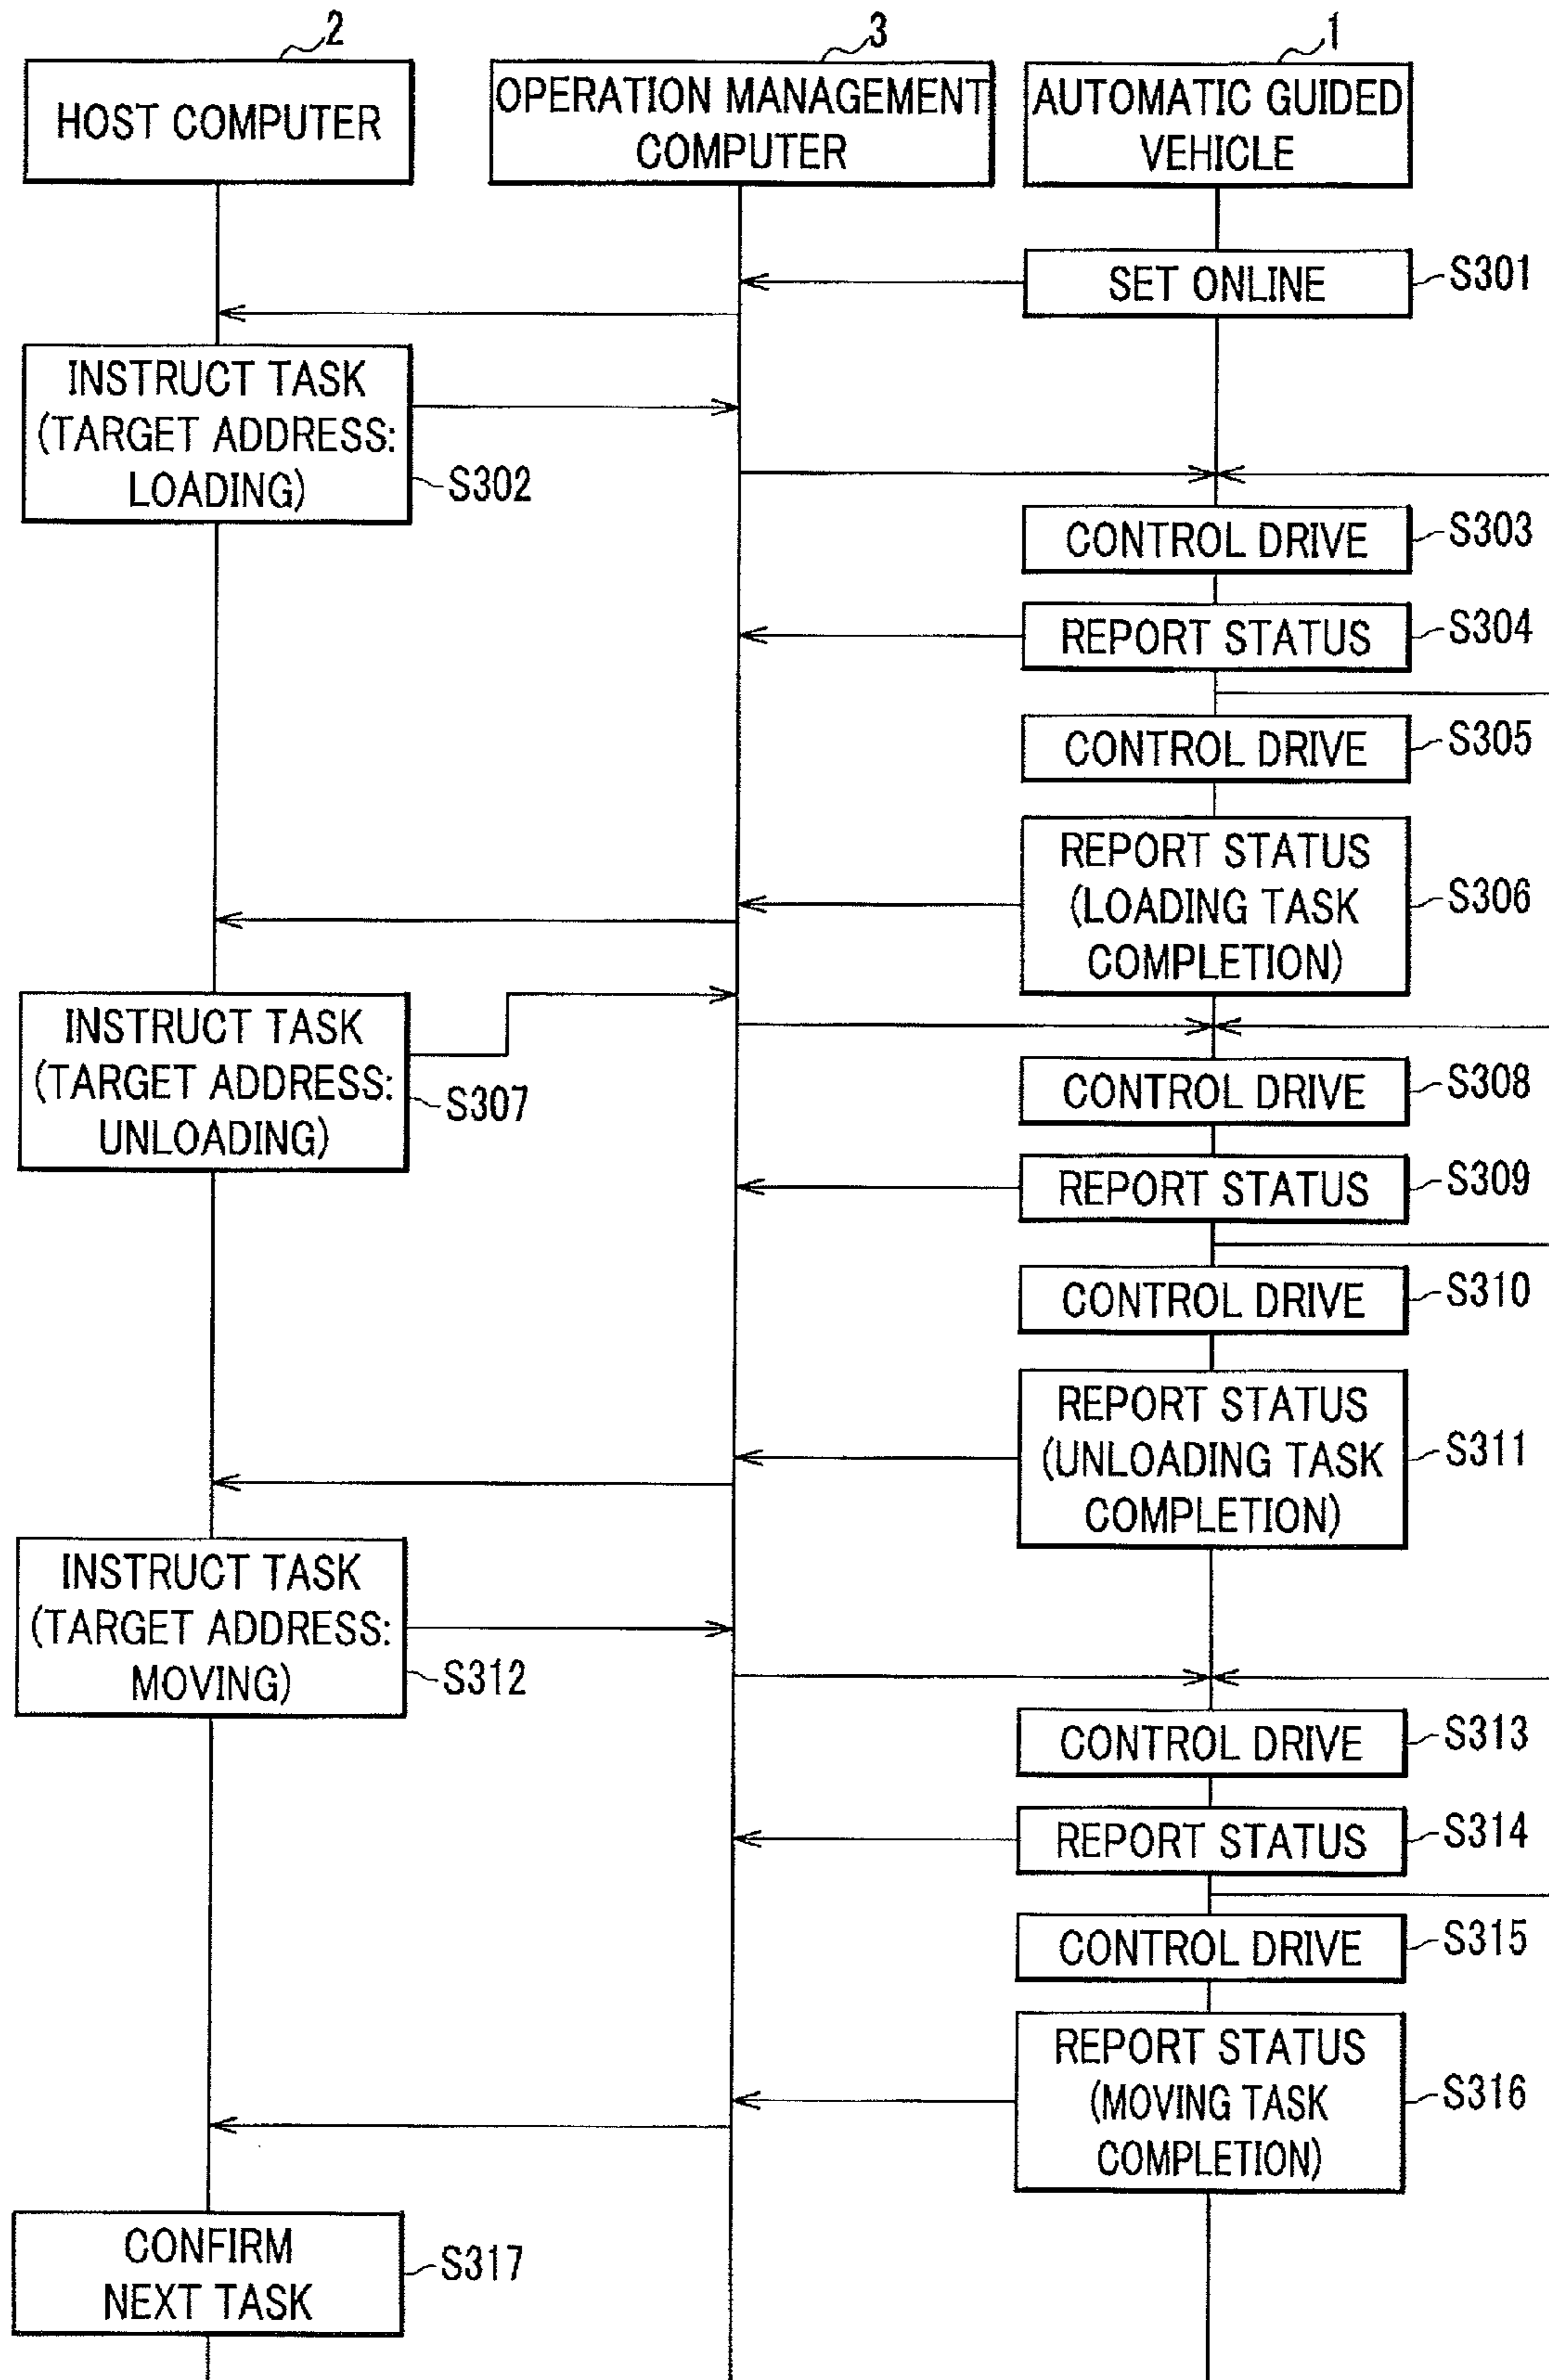 2
3
1
HOST COMPUTER
OPERATION MANAGEMENT
COMPUTER
AUTOMATIC GUIDED
VEHICLE
SET ONLINE
S301
INSTRUCT TASK
(TARGET ADDRESS:
LOADING)
S302
CONTROL DRIVE
S303
REPORT STATUS
S304
CONTROL DRIVE
S305
REPORT STATUS
(LOADING TASK
COMPLETION)
S306
INSTRUCT TASK
(TARGET ADDRESS:
UNLOADING)
S307
CONTROL DRIVE
S308
REPORT STATUS
S309
CONTROL DRIVE
S310
REPORT STATUS
(UNLOADING TASK
COMPLETION)
S311
INSTRUCT TASK
(TARGET ADDRESS:
MOVING)
S312
CONTROL DRIVE
S313
REPORT STATUS
S314
CONTROL DRIVE
S315
REPORT STATUS
(MOVING TASK
COMPLETION)
S316
CONFIRM
NEXT TASK
S317